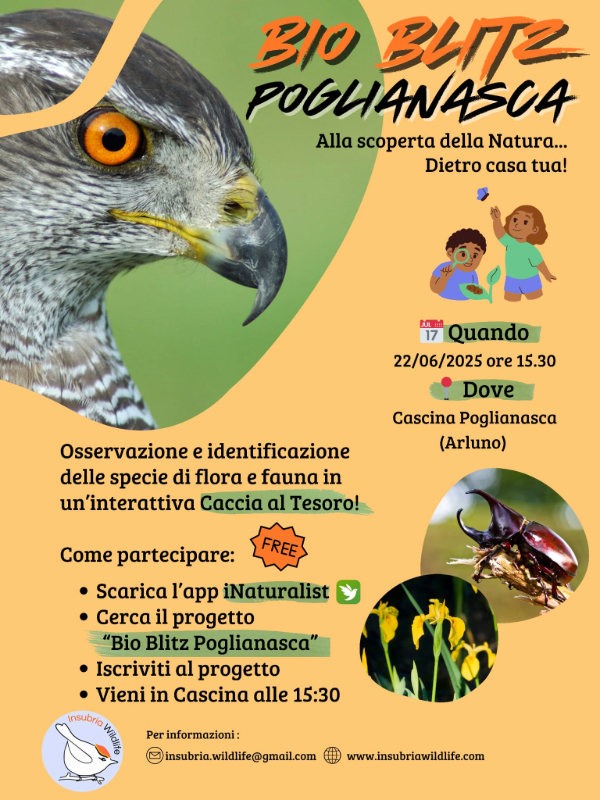 BIO BLITZ
POGLIANASCA
Alla scoperta della Natura...
Dietro casa tua!
JUL
17
Quando
22/06/2025 ore 15.30
Dove
Cascina Poglianasca
(Arluno)
Osservazione e identificazione
delle specie di flora e fauna in
un'interattiva Caccia al Tesoro!
FREE
Come partecipare:
• Scarica l'app iNaturalist
• Cerca il progetto
"Bio Blitz Poglianasca"
• Iscriviti al progetto
• Vieni in Cascina alle 15:30
Insubria Wildlife
Per informazioni :
insubria.wildlife@gmail.com www.insubriawildlife.com